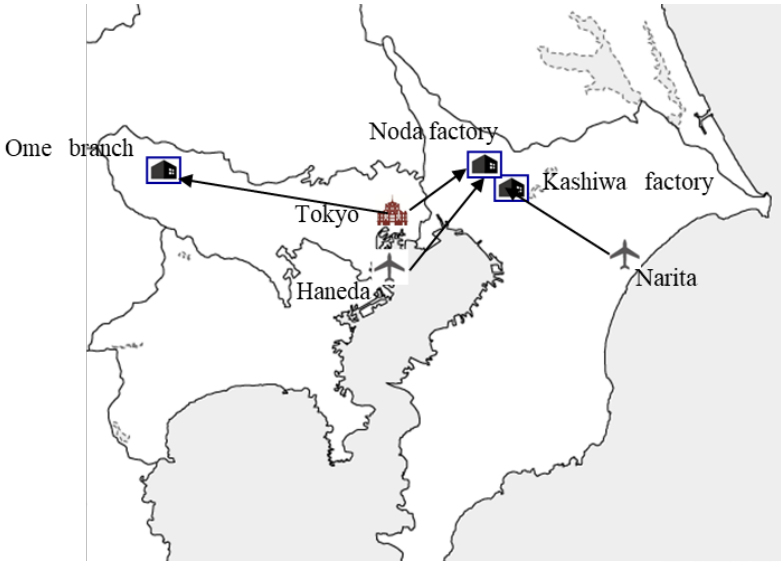 Noda factory
Ome branch
Kashiwa factory
Tokyo
Narita
Haneda